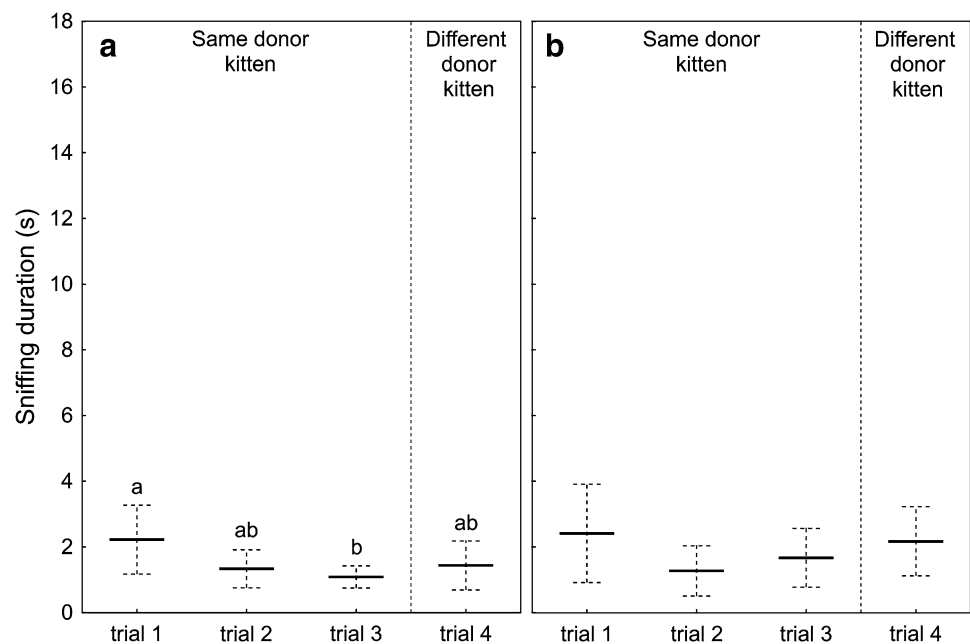 a
Same donor
kitten
Different
donor
kitten
b
Same donor
kitten
Different
donor
kitten
Sniffing duration (s)
18
16
14
12
10
8
6
4
2
0
a
ab
b
ab
trial 1
trial 2
trial 3
trial 4
trial 1
trial 2
trial 3
trial 4